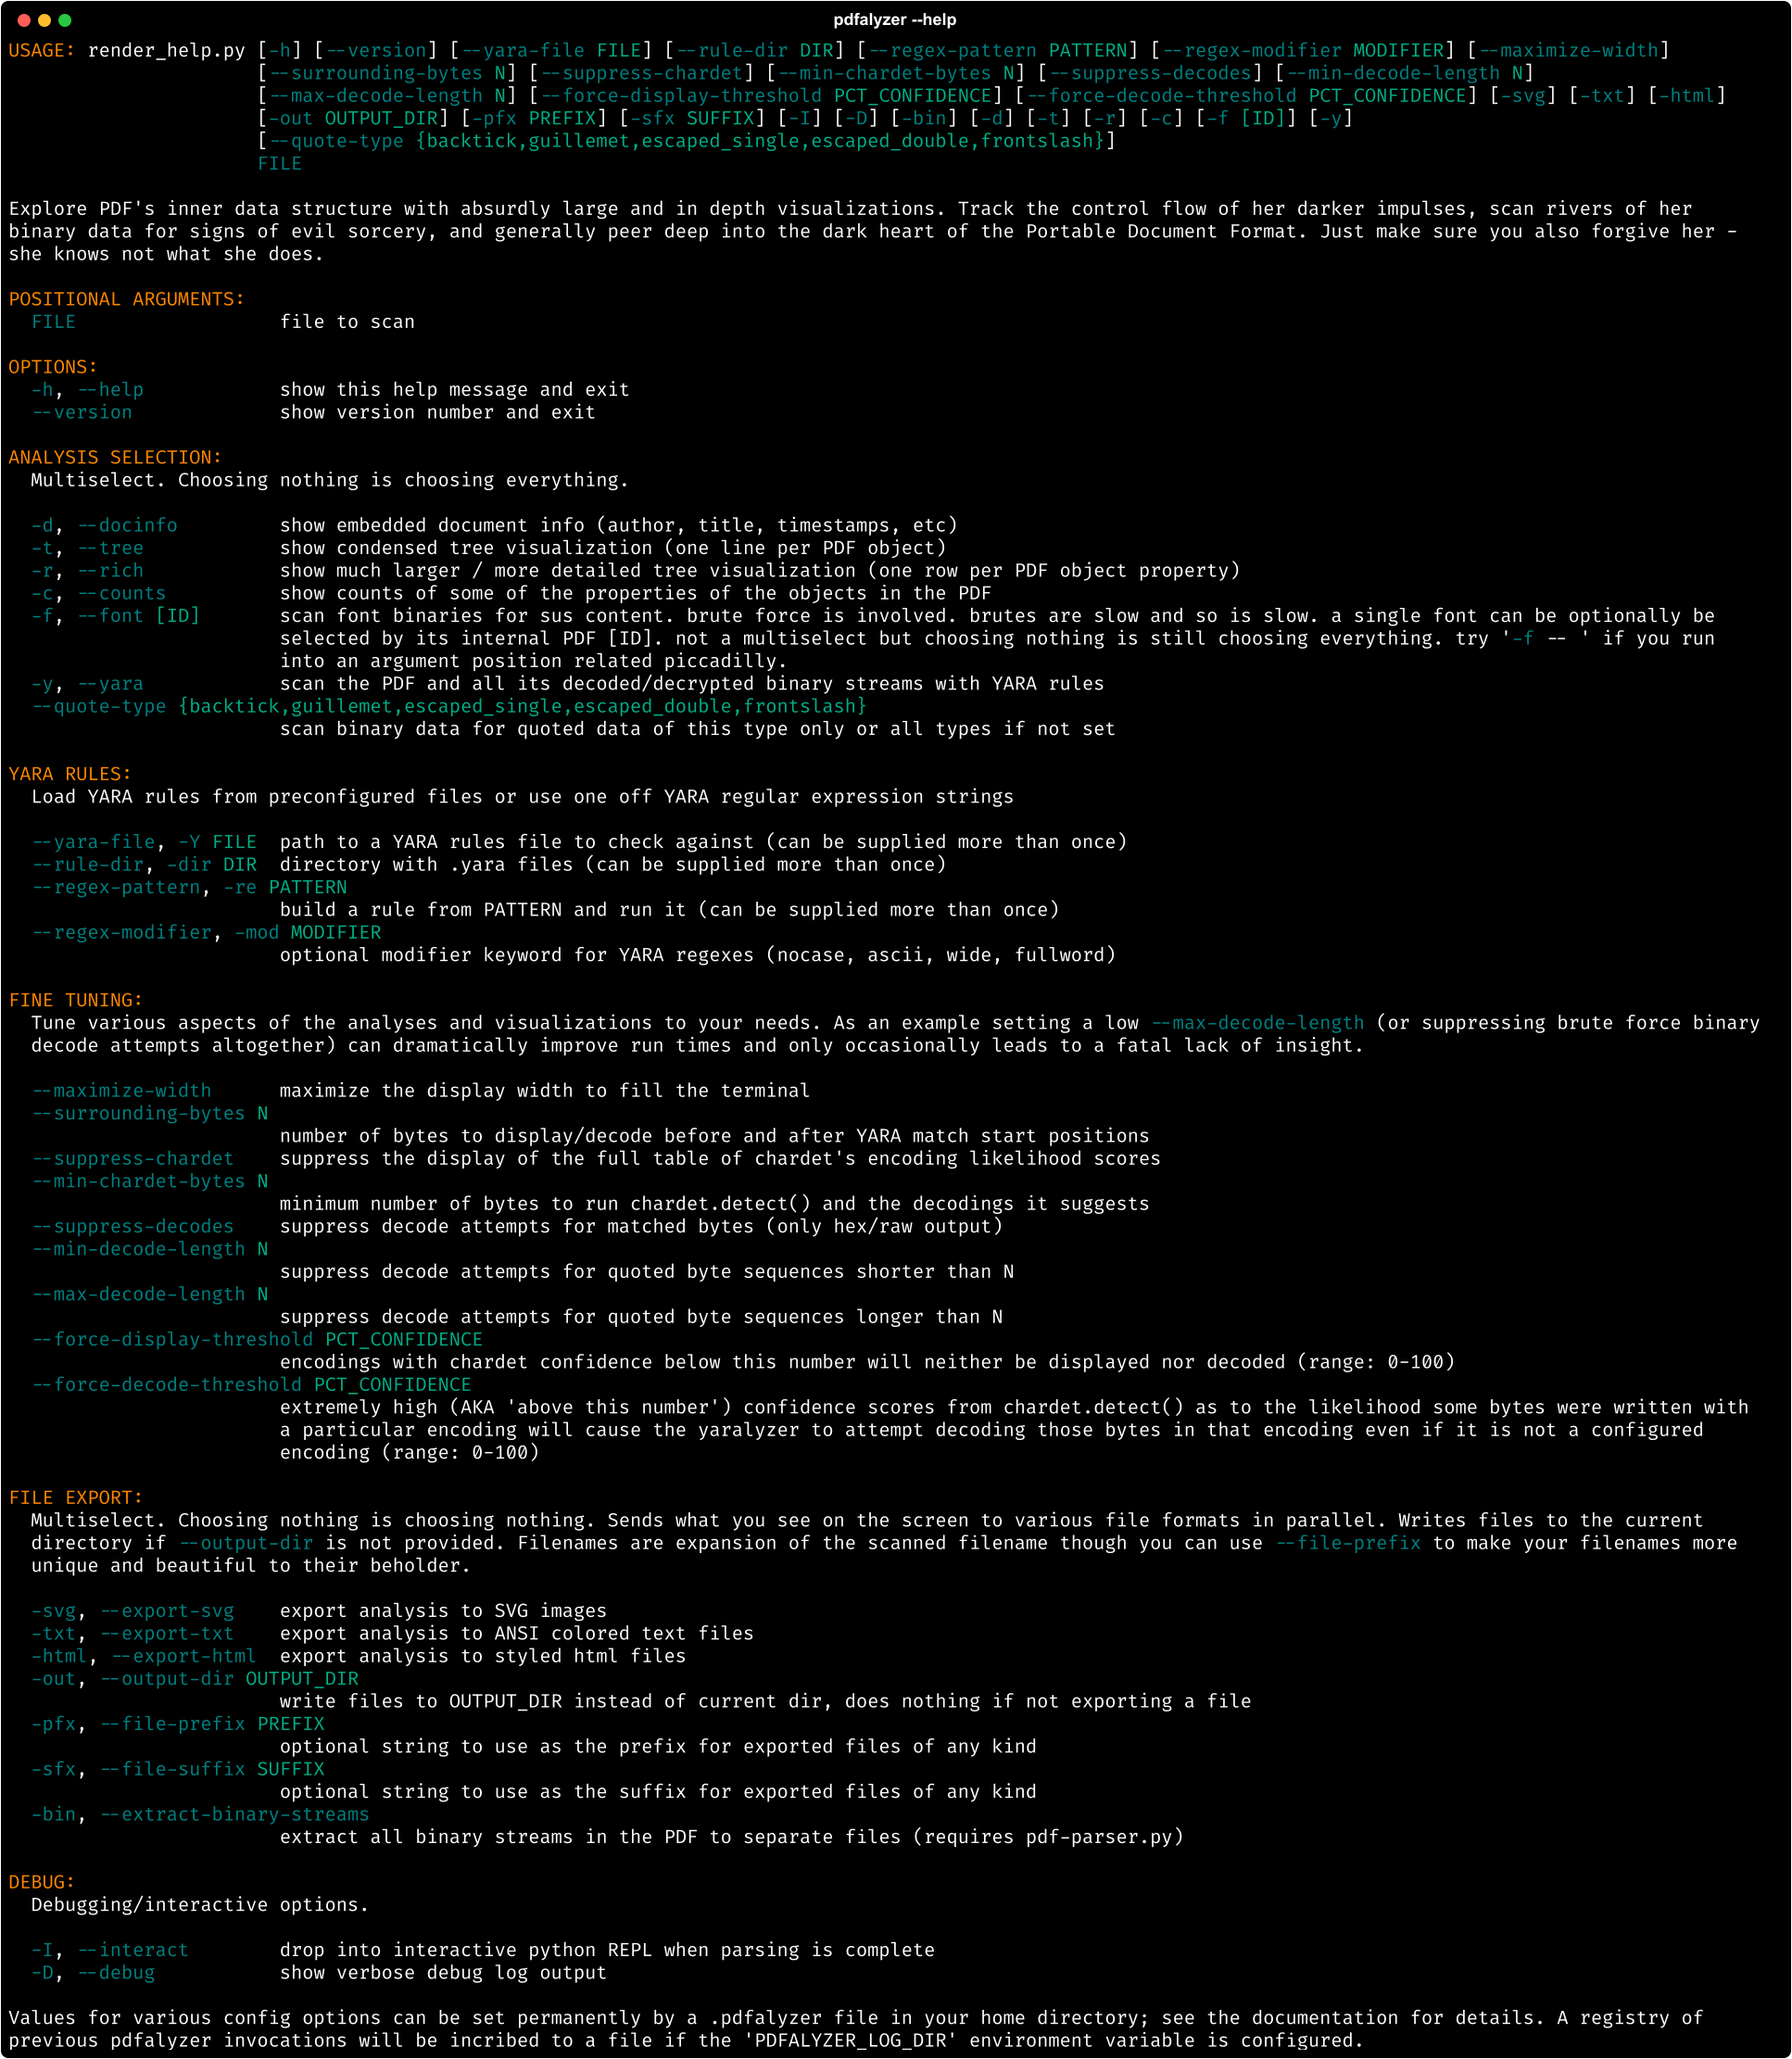 pdfalyzer --help
USAGE: render_help.py [-h] [--version] [--yara-file FILE] [--rule-dir DIR] [--regex-pattern PATTERN] [--regex-modifier MODIFIER] [--maximize-width]
[--surrounding-bytes N] [--suppress-chardet] [--min-chardet-bytes N] [--suppress-decodes] [--min-decode-length N]
[--max-decode-length N] [--force-display-threshold PCT_CONFIDENCE] [--force-decode-threshold PCT_CONFIDENCE] [-svg] [-txt] [-html]
[-out OUTPUT_DIR] [-pfx PREFIX] [-sfx SUFFIX] [-I] [-D] [-bin] [-d] [-t] [-r] [-c] [-f [ID]] [-y]
[--quote-type {backtick,guillemet,escaped_single,escaped_double,frontslash}]
FILE
Explore PDF's inner data structure with absurdly large and in depth visualizations. Track the control flow of her darker impulses, scan rivers of her
binary data for signs of evil sorcery, and generally peer deep into the dark heart of the Portable Document Format. Just make sure you also forgive her -
she knows not what she does.
POSITIONAL ARGUMENTS:
FILE file to scan
OPTIONS:
-h, --help show this help message and exit
--version show version number and exit
ANALYSIS SELECTION:
Multiselect. Choosing nothing is choosing everything.
-d, --docinfo show embedded document info (author, title, timestamps, etc)
-t, --tree show condensed tree visualization (one line per PDF object)
-r, --rich show much larger / more detailed tree visualization (one row per PDF object property)
-c, --counts show counts of some of the properties of the objects in the PDF
-f, --font [ID] scan font binaries for sus content. brute force is involved. brutes are slow and so is slow. a single font can be optionally be
selected by its internal PDF [ID]. not a multiselect but choosing nothing is still choosing everything. try '-f -- ' if you run
into an argument position related piccadilly.
-y, --yara scan the PDF and all its decoded/decrypted binary streams with YARA rules
--quote-type {backtick,guillemet,escaped_single,escaped_double,frontslash}
scan binary data for quoted data of this type only or all types if not set
YARA RULES:
Load YARA rules from preconfigured files or use one off YARA regular expression strings
--yara-file, -Y FILE path to a YARA rules file to check against (can be supplied more than once)
--rule-dir, -dir DIR directory with .yara files (can be supplied more than once)
--regex-pattern, -re PATTERN
build a rule from PATTERN and run it (can be supplied more than once)
--regex-modifier, -mod MODIFIER
optional modifier keyword for YARA regexes (nocase, ascii, wide, fullword)
FINE TUNING:
Tune various aspects of the analyses and visualizations to your needs. As an example setting a low --max-decode-length (or suppressing brute force binary
decode attempts altogether) can dramatically improve run times and only occasionally leads to a fatal lack of insight.
--maximize-width maximize the display width to fill the terminal
--surrounding-bytes N
number of bytes to display/decode before and after YARA match start positions
--suppress-chardet suppress the display of the full table of chardet's encoding likelihood scores
--min-chardet-bytes N
minimum number of bytes to run chardet.detect() and the decodings it suggests
--suppress-decodes suppress decode attempts for matched bytes (only hex/raw output)
--min-decode-length N
suppress decode attempts for quoted byte sequences shorter than N
--max-decode-length N
suppress decode attempts for quoted byte sequences longer than N
--force-display-threshold PCT_CONFIDENCE
encodings with chardet confidence below this number will neither be displayed nor decoded (range: 0-100)
--force-decode-threshold PCT_CONFIDENCE
extremely high (AKA 'above this number') confidence scores from chardet.detect() as to the likelihood some bytes were written with
a particular encoding will cause the yaralyzer to attempt decoding those bytes in that encoding even if it is not a configured
encoding (range: 0-100)
FILE EXPORT:
Multiselect. Choosing nothing is choosing nothing. Sends what you see on the screen to various file formats in parallel. Writes files to the current
directory if --output-dir is not provided. Filenames are expansion of the scanned filename though you can use --file-prefix to make your filenames more
unique and beautiful to their beholder.
-svg, --export-svg export analysis to SVG images
-txt, --export-txt export analysis to ANSI colored text files
-html, --export-html export analysis to styled html files
-out, --output-dir OUTPUT_DIR
write files to OUTPUT_DIR instead of current dir, does nothing if not exporting a file
-pfx, --file-prefix PREFIX
optional string to use as the prefix for exported files of any kind
-sfx, --file-suffix SUFFIX
optional string to use as the suffix for exported files of any kind
-bin, --extract-binary-streams
extract all binary streams in the PDF to separate files (requires pdf-parser.py)
DEBUG:
Debugging/interactive options.
-I, --interact drop into interactive python REPL when parsing is complete
-D, --debug show verbose debug log output
Values for various config options can be set permanently by a .pdfalyzer file in your home directory; see the documentation for details. A registry of
previous pdfalyzer invocations will be incribed to a file if the 'PDFALYZER_LOG_DIR' environment variable is configured.